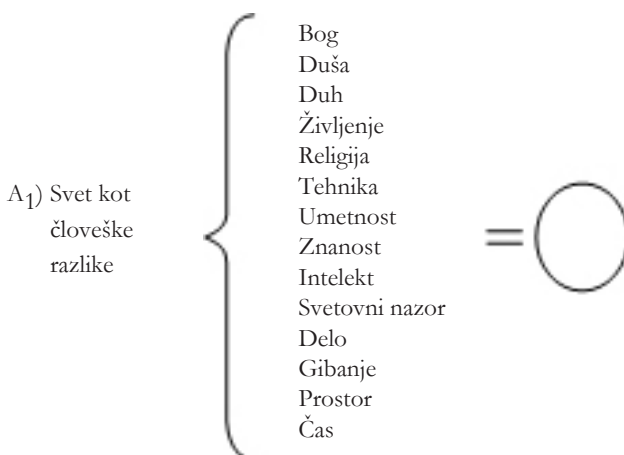 A1) Svet kot
človeške
razlike
Bog
Duša
Duh
Življenje
Religija
Tehnika
Umetnost
Znanost
Intelekt
Svetovni nazor
Delo
Gibanje
Prostor
Čas
=